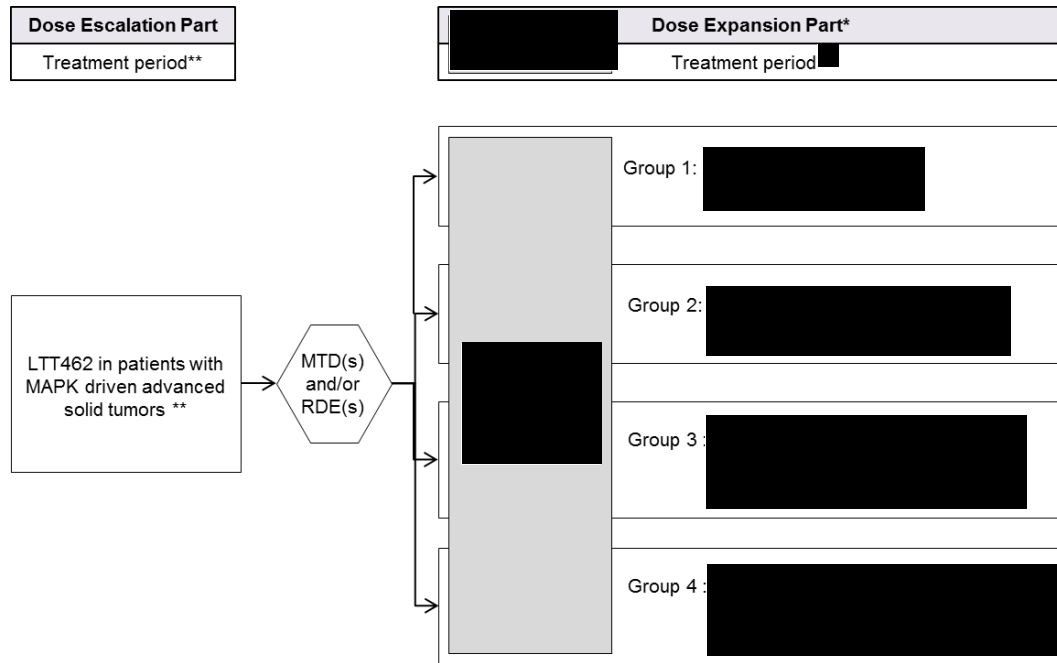 Dose Escalation Part
Treatment period**
Dose Expansion Part*
Treatment period
LTT462 in patients with
MAPK driven advanced
solid tumors **
MTD(s)
and/or
RDE(s)
Group 1:
Group 2:
Group 3 :
Group 4 :